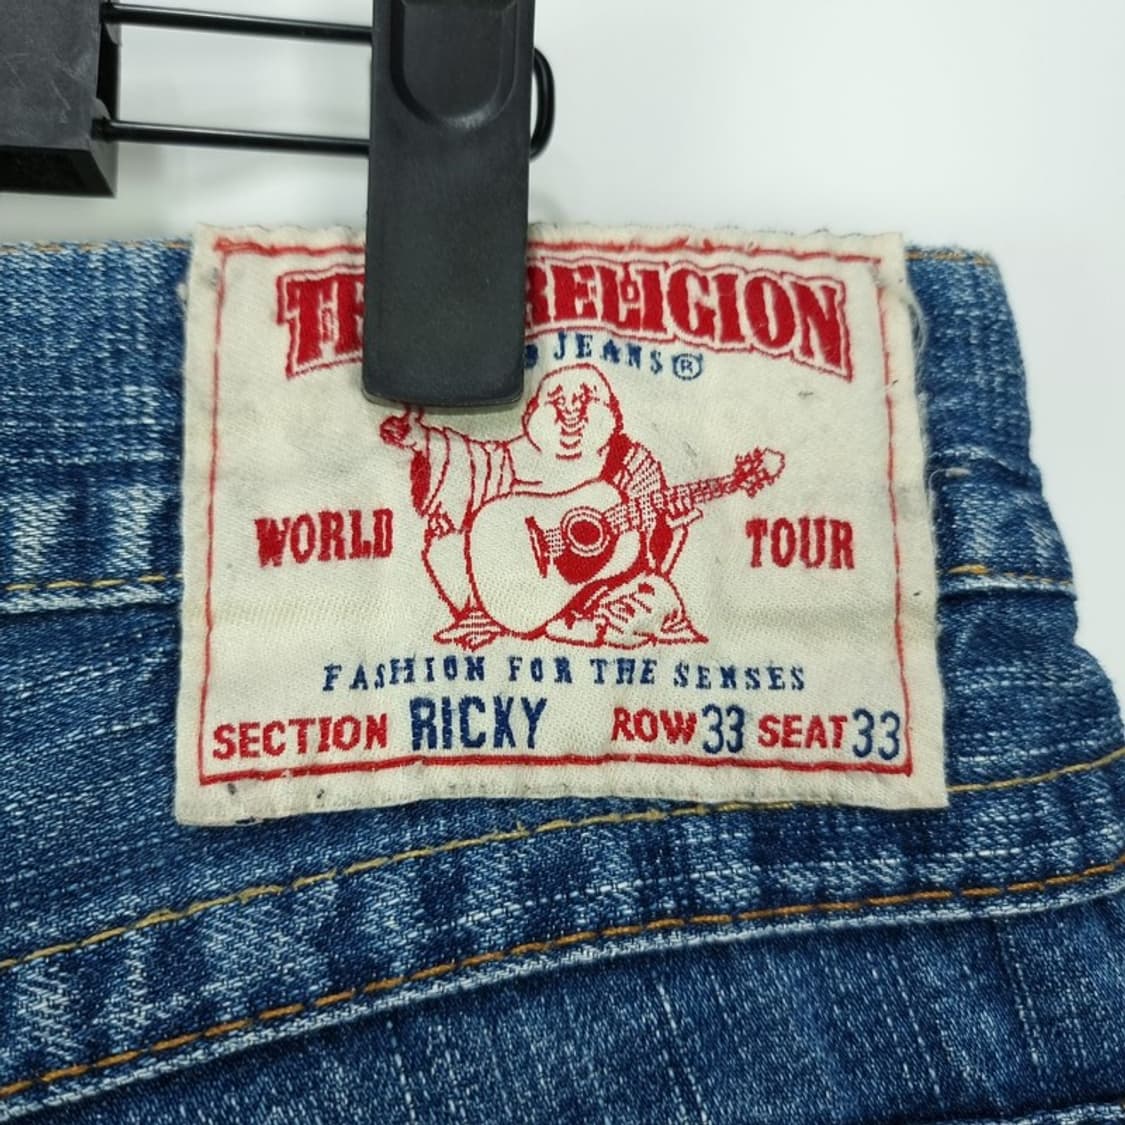 RELIGION
JEANS®
WORLD TOUR
FASHION FOR THE SENSES
SECTION RICKY ROW 33 SEAT 33